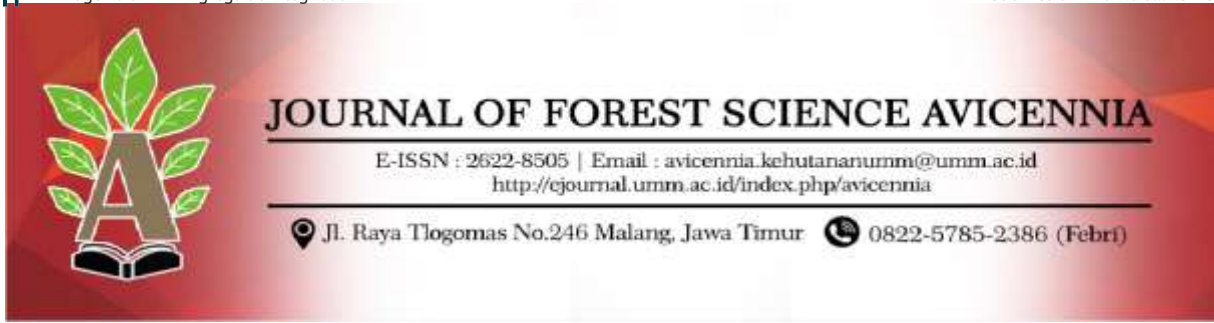 A
JOURNAL OF FOREST SCIENCE AVICENNIA
E-ISSN : 2622-8505 | Email : avicennia.kehutananumm@umm.ac.id
http://ejournal.umm.ac.id/index.php/avicennia
Jl. Raya Tlogomas No.246 Malang, Jawa Timur 0822-5785-2386 (Febri)